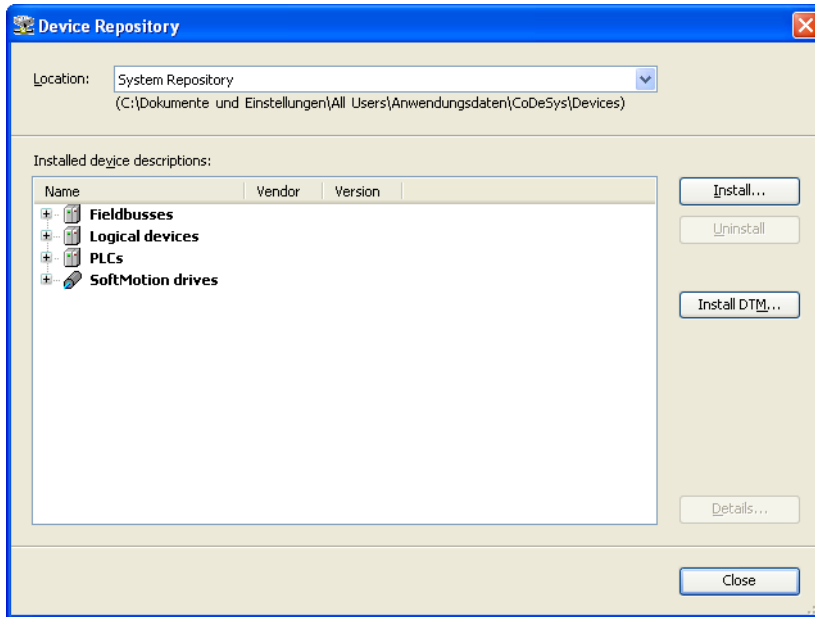 Device Repository
Location: System Repository
(C:\Dokumente und Einstellungen\All Users\Anwendungsdaten\CoDeSys\Devices)
Installed device descriptions:
Name Vendor Version
Fieldbusses
Logical devices
PLCs
SoftMotion drives
Install...
Uninstall
Install DTM...
Details...
Close